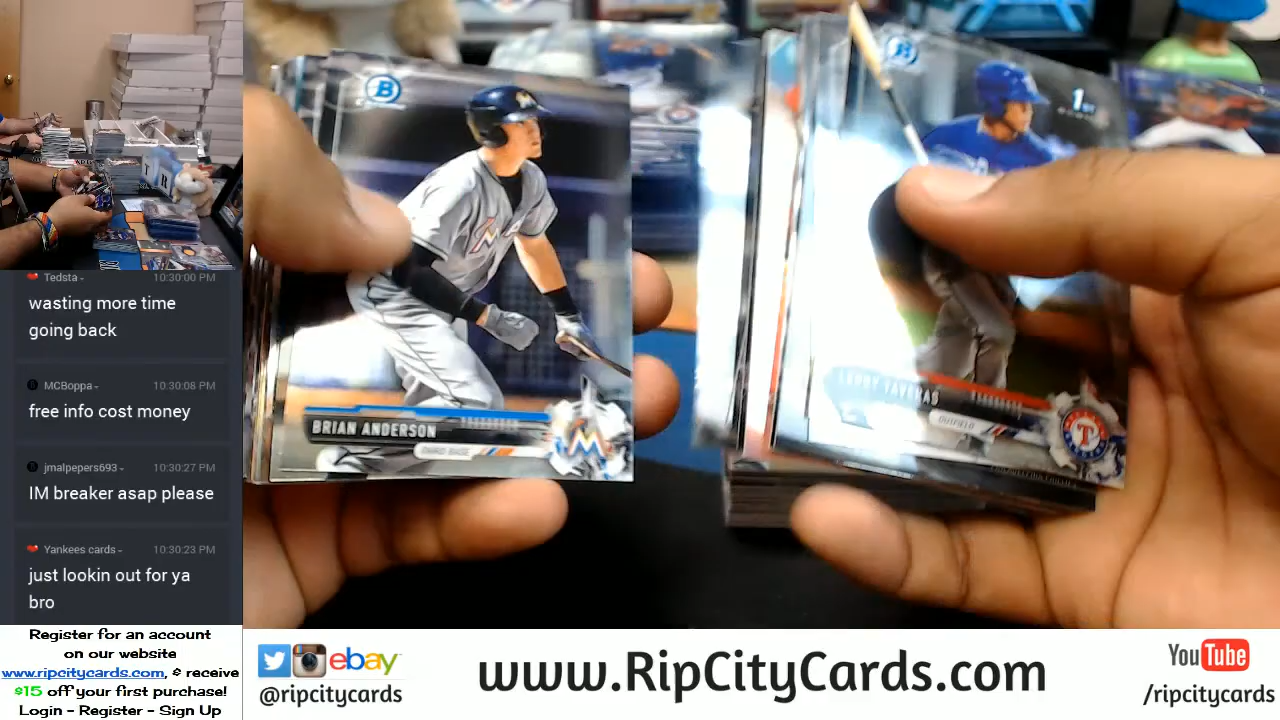 Tedsta - 10:30:00 PM
wasting more time
going back
MCBoppa - 10:30:08 PM
free info cost money
jmalpepers693 - 10:30:27 PM
IM breaker asap please
Yankees cards - 10:30:23 PM
just lookin out for ya
bro
Register for an account
on our website
www.ripcitycards.com, & receive
$15 off your first purchase!
Login - Register - Sign Up
B
BRIAN ANDERSON
THIRD BASE
M
B
1st
TAVERAS
OUTFIELD
T
ebay
@ripcitycards
www.RipCityCards.com
YouTube
/ripcitycards